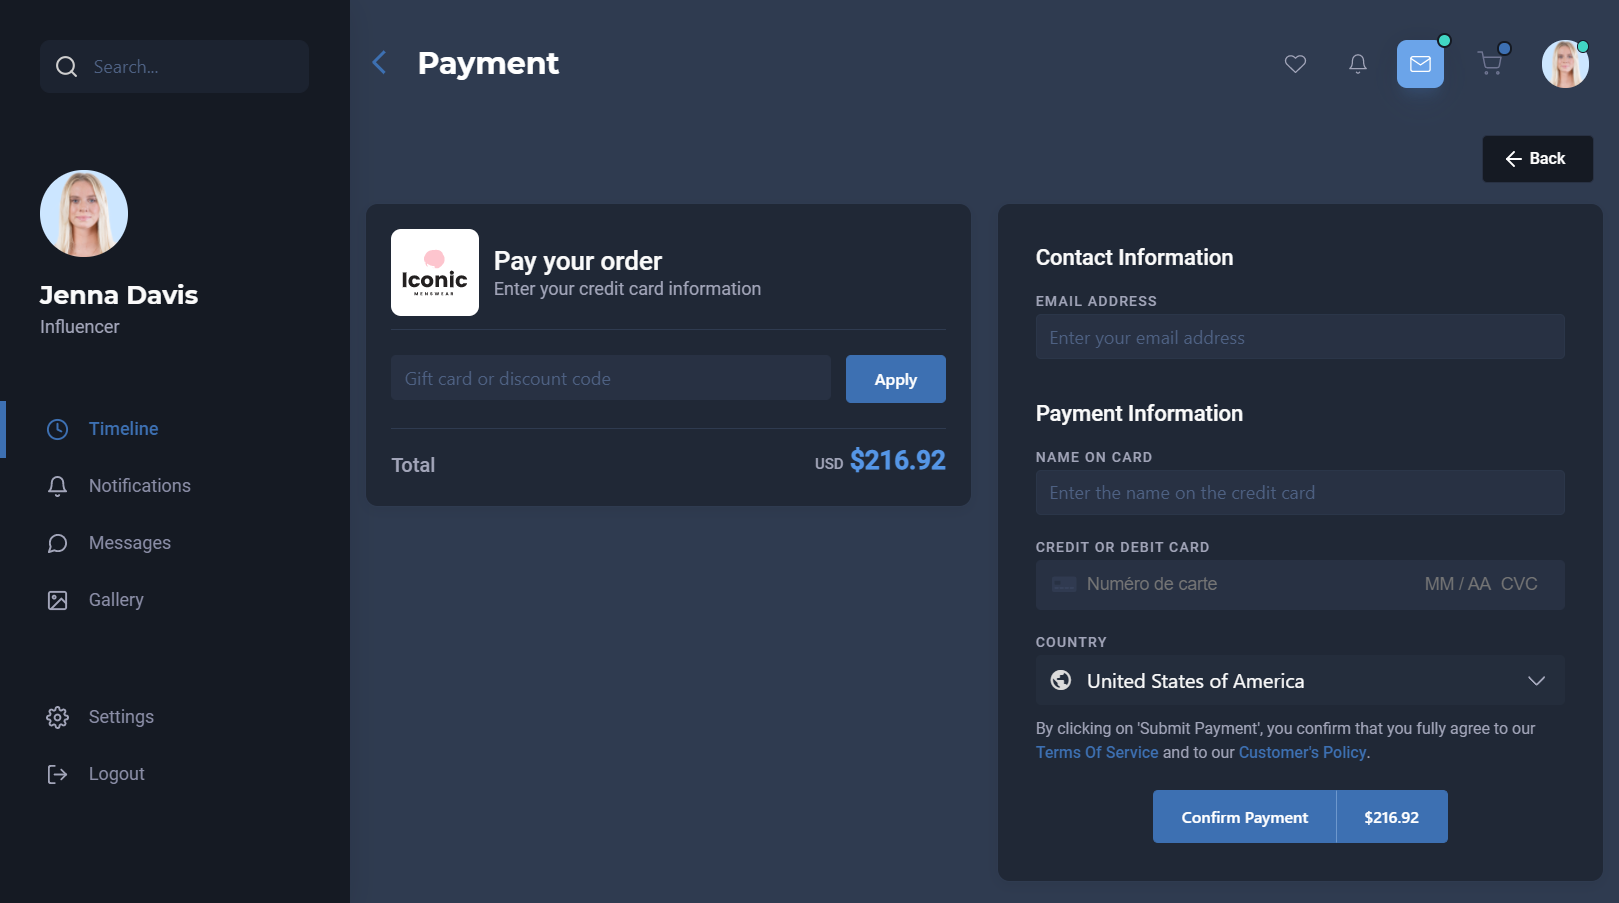 Search...
Jenna Davis
Influencer
Timeline
Notifications
Messages
Gallery
Settings
Logout
Payment
Back
Iconic
MENSWEAR
Pay your order
Enter your credit card information
Gift card or discount code
Apply
Total
USD $216.92
Contact Information
EMAIL ADDRESS
Enter your email address
Payment Information
NAME ON CARD
Enter the name on the credit card
CREDIT OR DEBIT CARD
Numéro de carte MM / AA CVC
COUNTRY
United States of America
By clicking on 'Submit Payment', you confirm that you fully agree to our
Terms Of Service and to our Customer's Policy.
Confirm Payment $216.92